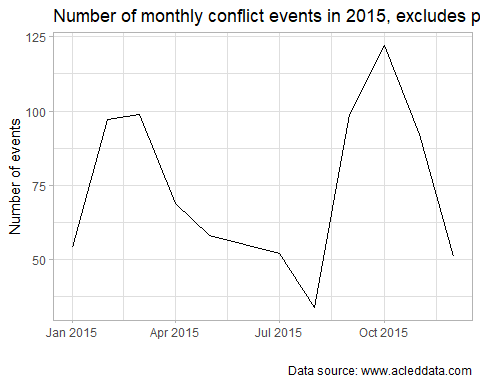 Number of monthly conflict events in 2015, excludes p
125
100
75
50
Number of events
Jan 2015
Apr 2015
Jul 2015
Oct 2015
Data source: www.acleddata.com